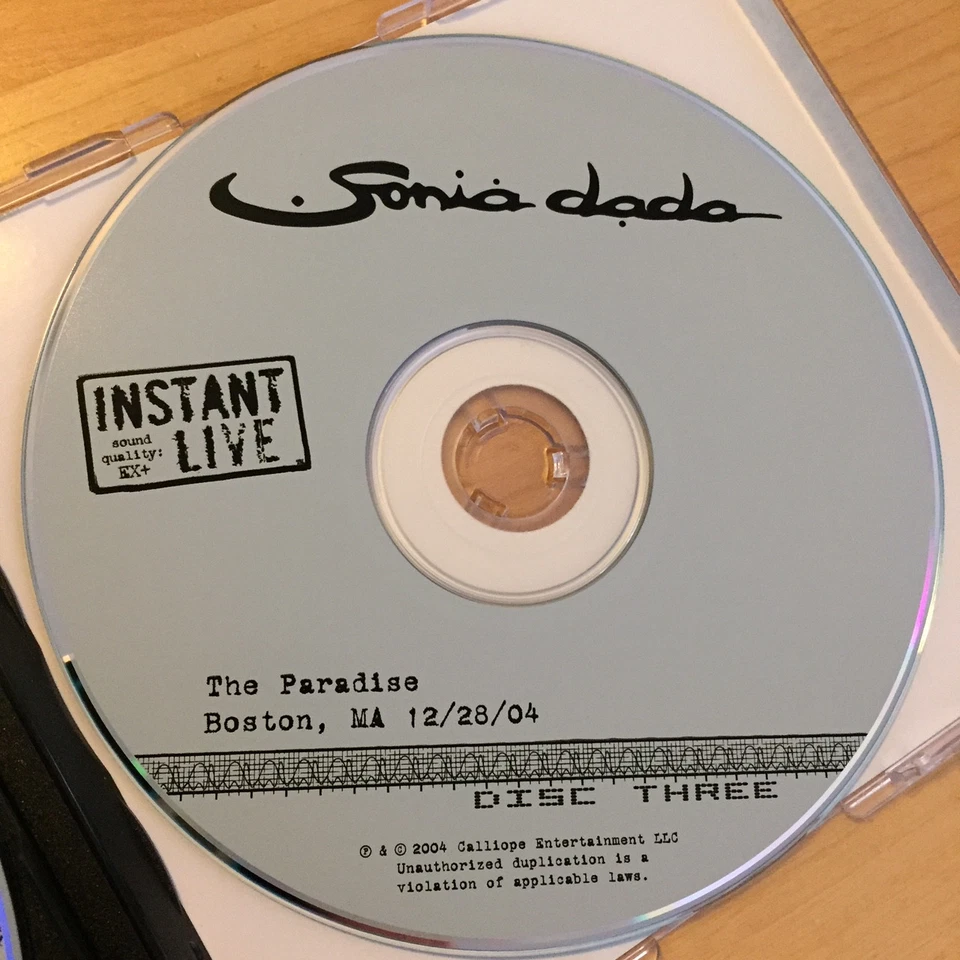 Sonia dada
INSTANT
LIVE
sound
quality:
EX+
The Paradise
Boston, MA 12/28/04
DISC THREE
℗ & © 2004 Calliope Entertainment LLC
Unauthorized duplication is a
violation of applicable laws.